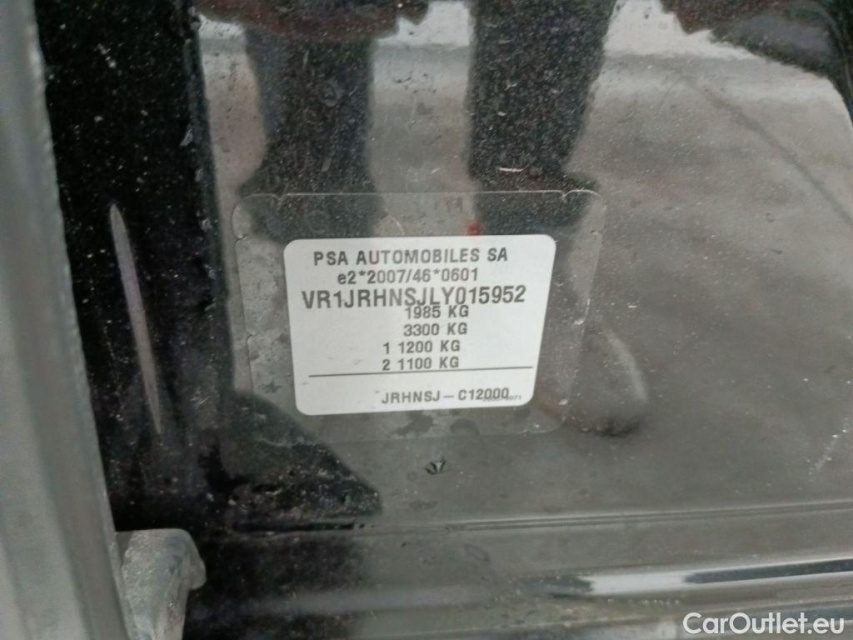 PSA AUTOMOBILES SA
e2*2007/46*0601
VR1JRHNSJLY015952
1985 KG
3300 KG
1 1200 KG
2 1100 KG
JRHNSJ - C12000
CarOutlet.eu